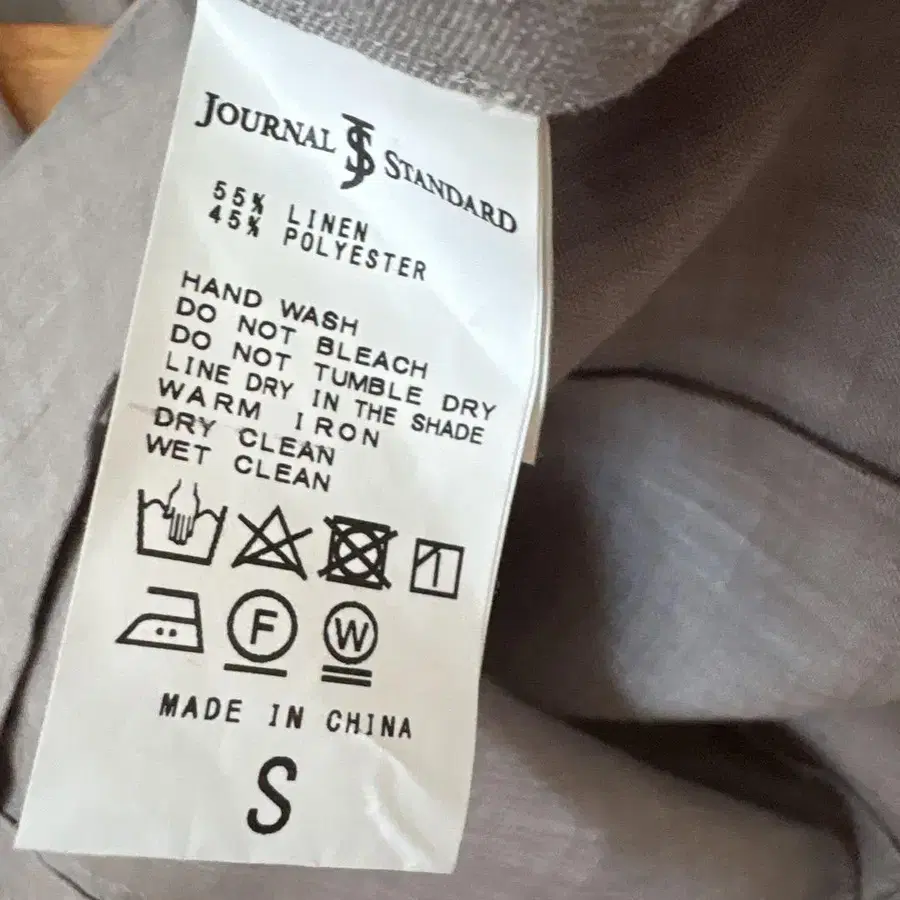 JOURNAL JS STANDARD
55% LINEN
45% POLYESTER
HAND WASH
DO NOT BLEACH
DO NOT TUMBLE DRY
LINE DRY IN THE SHADE
WARM IRON
DRY CLEAN
WET CLEAN
F W
MADE IN CHINA
S